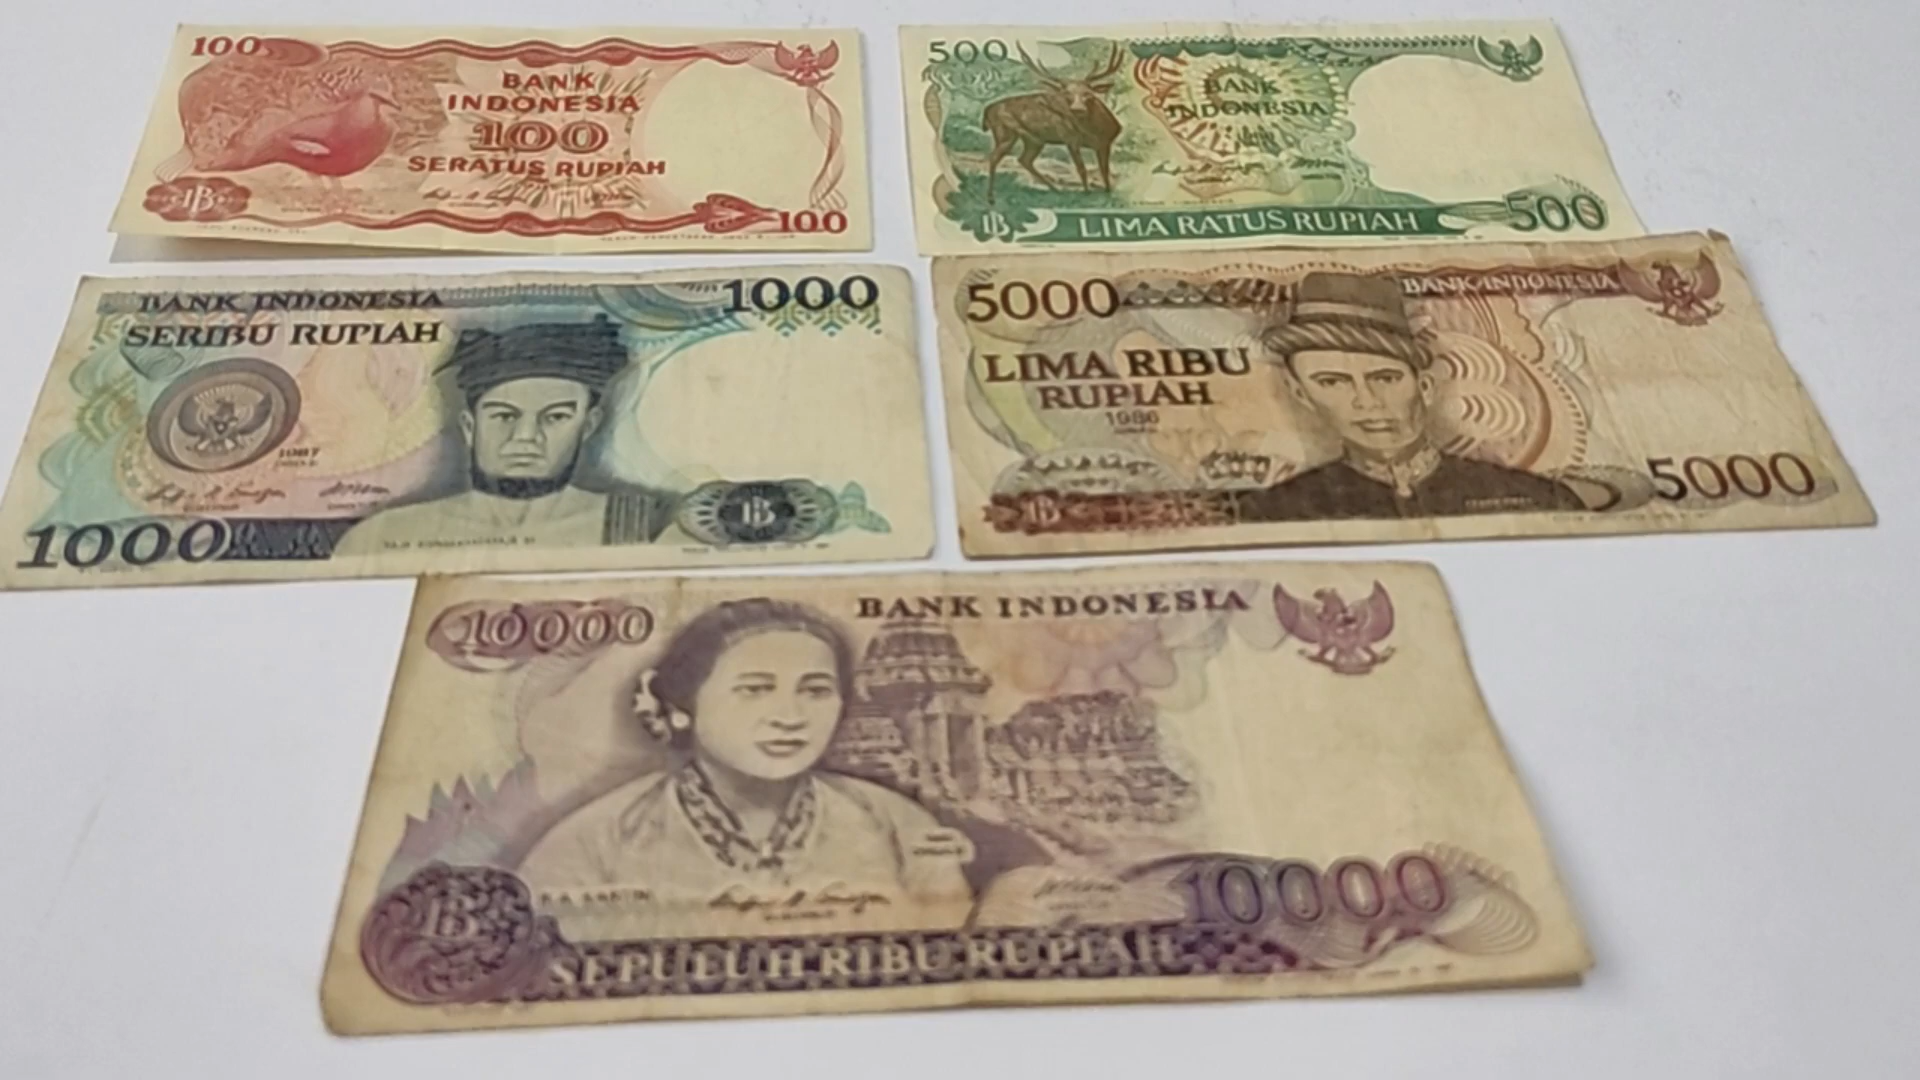 100
BANK
INDONESIA
100
SERATUS RUPIAH
100
500
BANK
INDONESIA
LIMA RATUS RUPIAH
500
BANK INDONESIA
SERIBU RUPIAH
1000
1987
1000
5000
BANK INDONESIA
LIMA RIBU
RUPIAH
1986
5000
10000
BANK INDONESIA
R.A. KARTINI
10000
SEPULUH RIBU RUPIAH